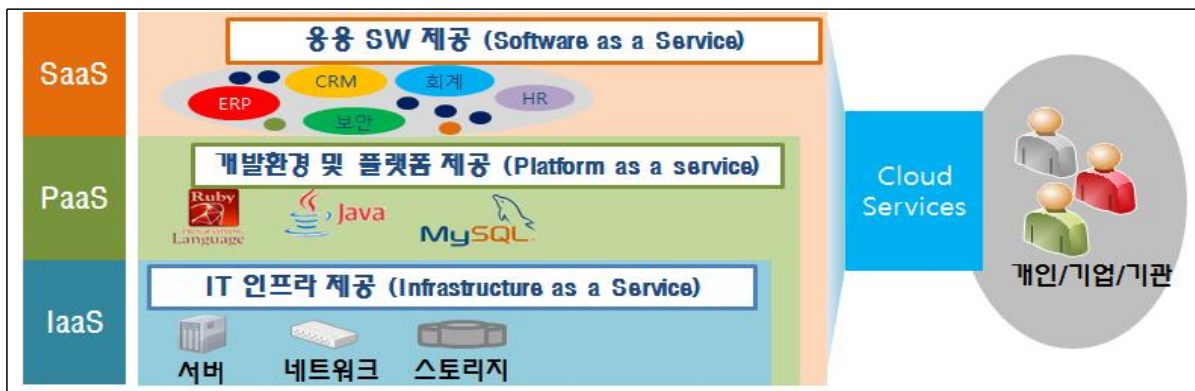 SaaS
응용 SW 제공 (Software as a Service)
ERP
CRM
보안
회계
HR
PaaS
개발환경 및 플랫폼 제공 (Platform as a service)
Ruby
PROGRAMMING
Language
Java
MySQL
IaaS
IT 인프라 제공 (Infrastructure as a Service)
서버
네트워크
스토리지
Cloud
Services
개인/기업/기관